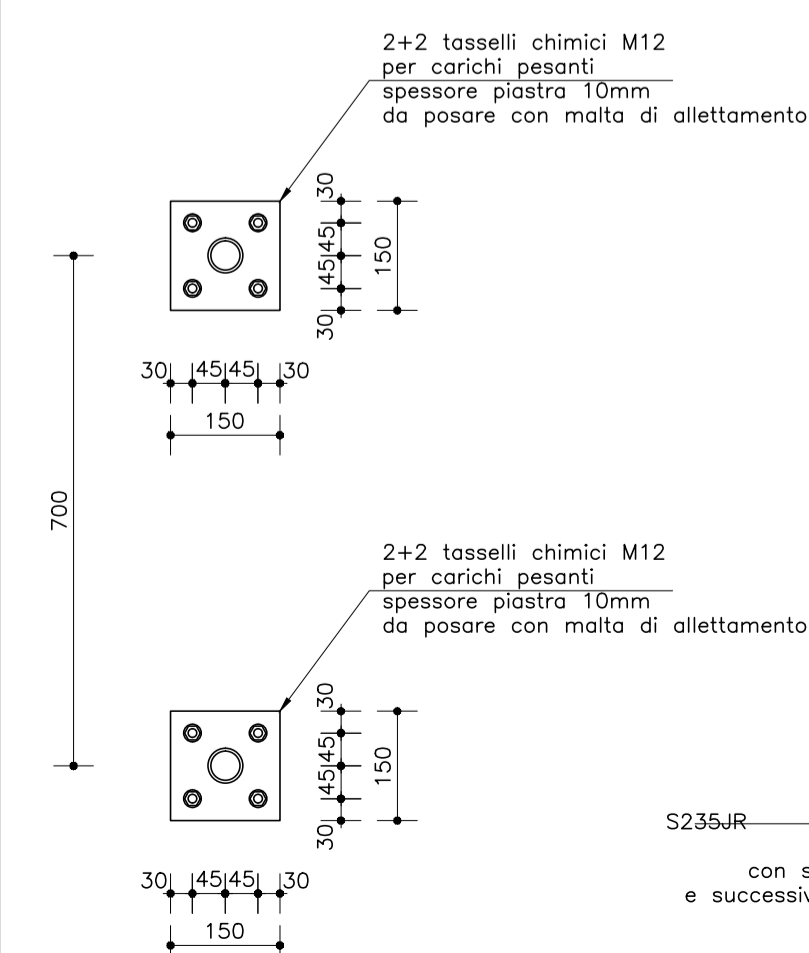 2+2 tasselli chimici M12
per carichi pesanti
spessore piastra 10mm
da posare con malta di allettamento
30
45
45
30
150
30 45 45 30
150
700
2+2 tasselli chimici M12
per carichi pesanti
spessore piastra 10mm
da posare con malta di allettamento
30
45
45
30
150
S235JR
con s
e successiv
30 45 45 30
150